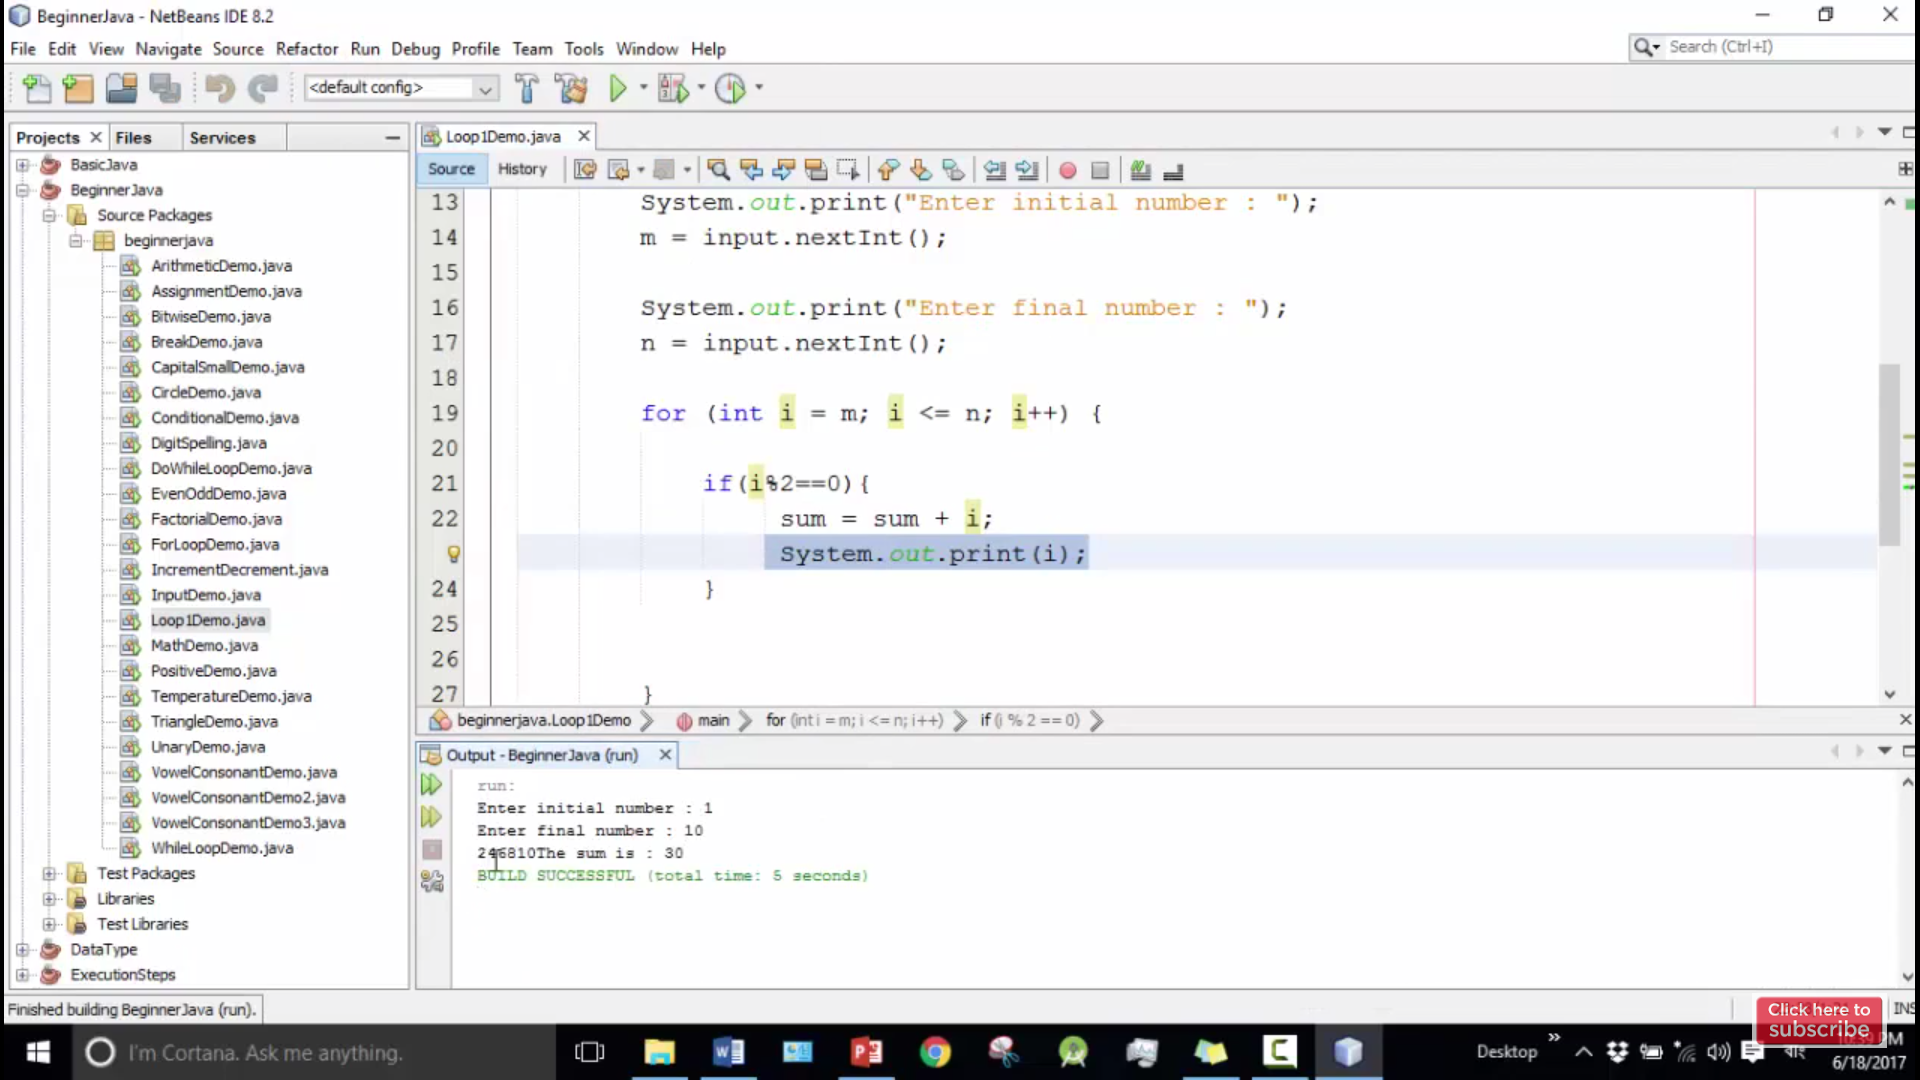 BeginnerJava - NetBeans IDE 8.2
File Edit View Navigate Source Refactor Run Debug Profile Team Tools Window Help
Search (Ctrl+I)
<default config>
Projects Files Services
BasicJava
BeginnerJava
Source Packages
beginnerjava
ArithmeticDemo.java
AssignmentDemo.java
BitwiseDemo.java
BreakDemo.java
CapitalSmallDemo.java
CircleDemo.java
ConditionalDemo.java
DigitSpelling.java
DoWhileLoopDemo.java
EvenOddDemo.java
FactorialDemo.java
ForLoopDemo.java
IncrementDecrement.java
InputDemo.java
Loop1Demo.java
MathDemo.java
PositiveDemo.java
TemperatureDemo.java
TriangleDemo.java
UnaryDemo.java
VowelConsonantDemo.java
VowelConsonantDemo2.java
VowelConsonantDemo3.java
WhileLoopDemo.java
Test Packages
Libraries
Test Libraries
DataType
ExecutionSteps
Loop1Demo.java
Source History
13 System.out.print("Enter initial number : ");
14 m = input.nextInt();
15
16 System.out.print("Enter final number : ");
17 n = input.nextInt();
18
19 for (int i = m; i <= n; i++) {
20
21 if(i%2==0){
22 sum = sum + i;
System.out.print(i);
24 }
25
26
27 }
beginnerjava.Loop1Demo main for (int i = m; i <= n; i++) if (i % 2 == 0)
Output - BeginnerJava (run)
run:
Enter initial number : 1
Enter final number : 10
246810The sum is : 30
BUILD SUCCESSFUL (total time: 5 seconds)
Finished building BeginnerJava (run).
INS
Click here to
subscribe
I'm Cortana. Ask me anything.
Desktop
বাং
6/18/2017